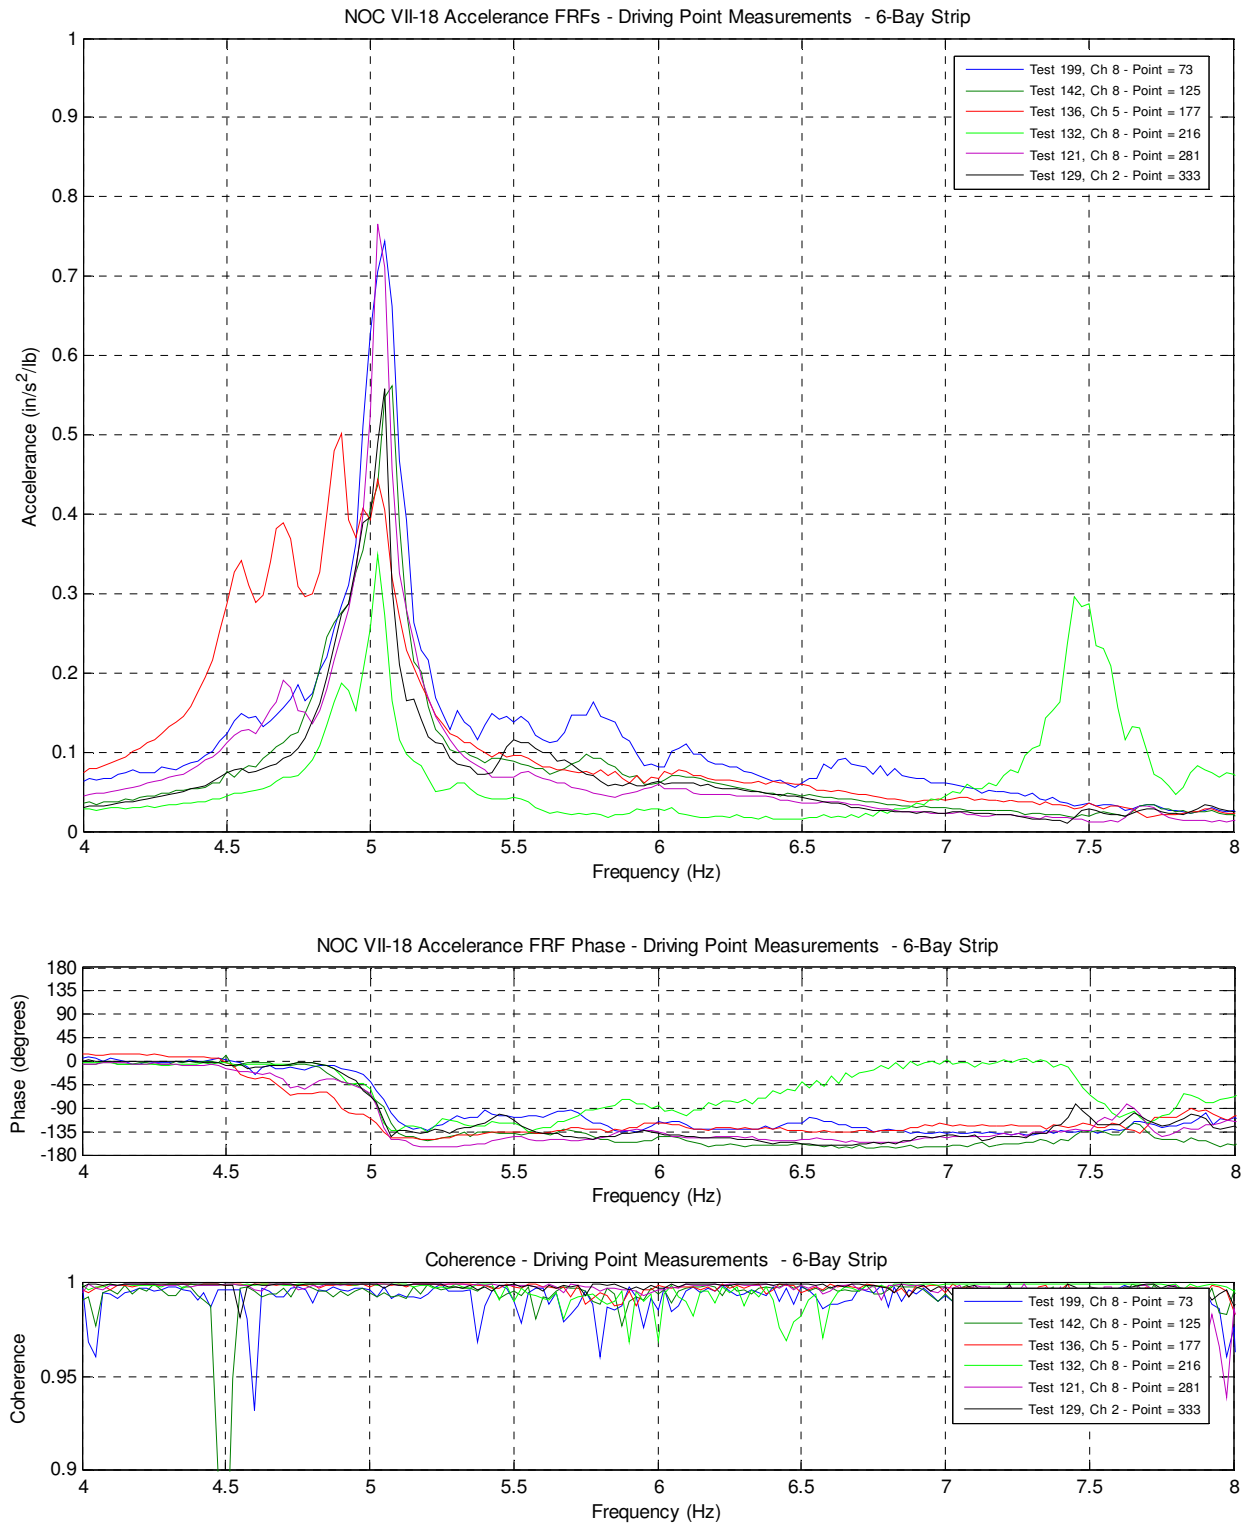 NOC VII-18 Accelerance FRFs - Driving Point Measurements - 6-Bay Strip
1
0.9
0.8
0.7
0.6
0.5
0.4
0.3
0.2
0.1
0
Accelerance (in/s²/lb)
Test 199, Ch 8 - Point = 73
Test 142, Ch 8 - Point = 125
Test 136, Ch 5 - Point = 177
Test 132, Ch 8 - Point = 216
Test 121, Ch 8 - Point = 281
Test 129, Ch 2 - Point = 333
4 4.5 5 5.5 6 6.5 7 7.5 8
Frequency (Hz)
NOC VII-18 Accelerance FRF Phase - Driving Point Measurements - 6-Bay Strip
180
135
90
45
0
-45
-90
-135
-180
Phase (degrees)
4 4.5 5 5.5 6 6.5 7 7.5 8
Frequency (Hz)
Coherence - Driving Point Measurements - 6-Bay Strip
1
0.95
0.9
Coherence
Test 199, Ch 8 - Point = 73
Test 142, Ch 8 - Point = 125
Test 136, Ch 5 - Point = 177
Test 132, Ch 8 - Point = 216
Test 121, Ch 8 - Point = 281
Test 129, Ch 2 - Point = 333
4 4.5 5 5.5 6 6.5 7 7.5 8
Frequency (Hz)